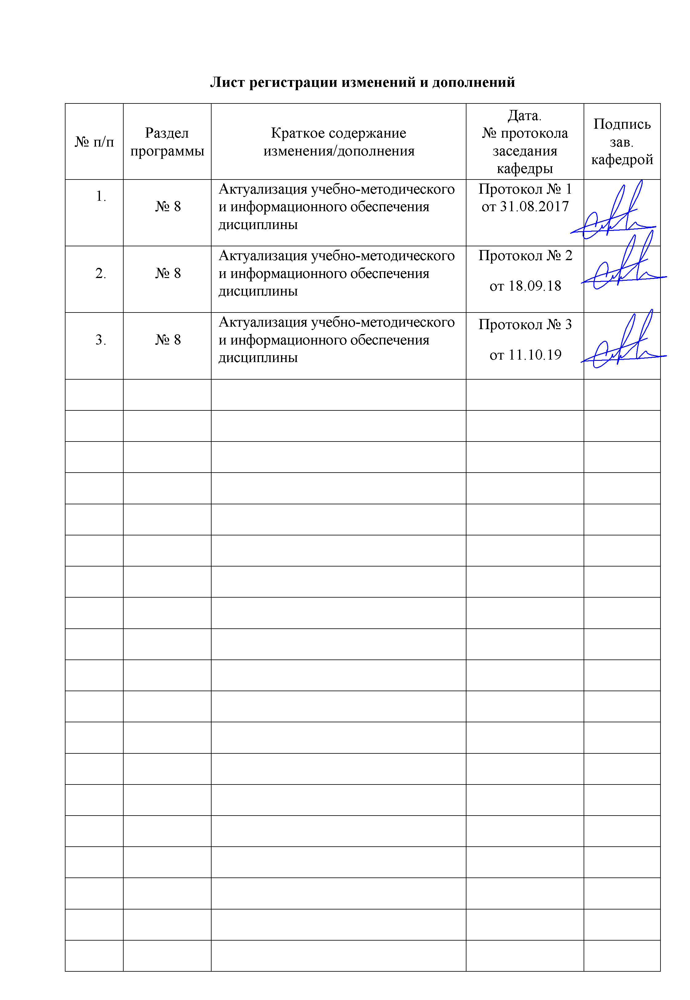 Лист регистрации изменений и дополнений
№ п/п
Раздел
программы
Краткое содержание
изменения/дополнения
Дата.
№ протокола
заседания
кафедры
Подпись
зав.
кафедрой
1.
№ 8
Актуализация учебно-методического
и информационного обеспечения
дисциплины
Протокол № 1
от 31.08.2017
2.
№ 8
Актуализация учебно-методического
и информационного обеспечения
дисциплины
Протокол № 2
от 18.09.18
3.
№ 8
Актуализация учебно-методического
и информационного обеспечения
дисциплины
Протокол № 3
от 11.10.19